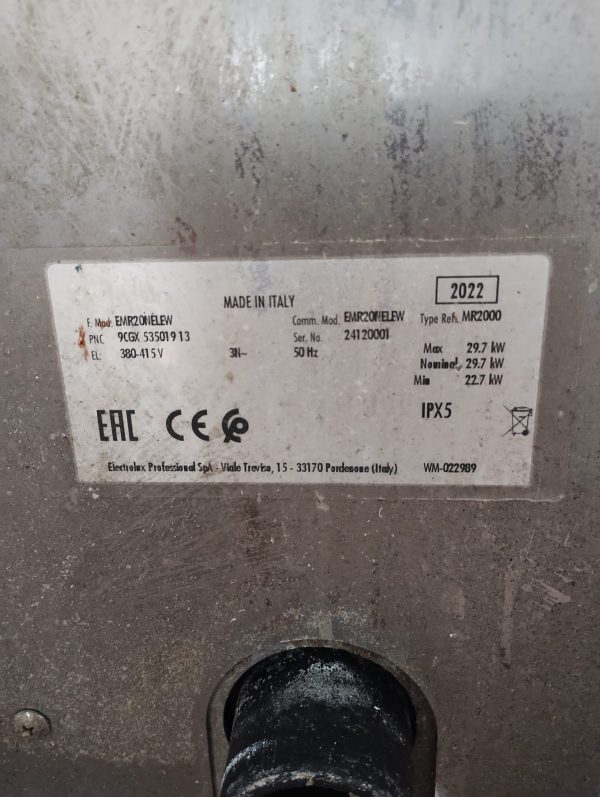 MADE IN ITALY
2022
F. Mod. EMR20NELEW Comm. Mod. EMR20NELEW Type Ref. MR2000
PNC 9CGX 535019 13 Ser. No. 24120001
EL: 380-415 V 3N~ 50 Hz
Max 29.7 kW
Nominal 29.7 kW
Min 22.7 kW
IPX5
EAC CE
Electrolux Professional SpA - Viale Treviso, 15 - 33170 Pordenone (Italy) WM-022989